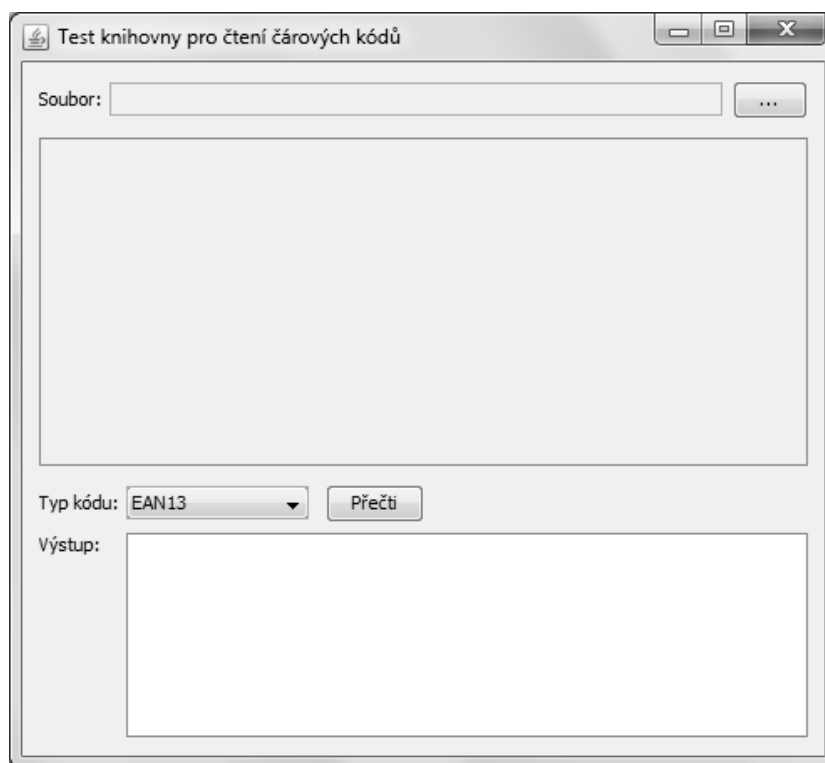 Test knihovny pro čtení čárových kódů
Soubor: ...
Typ kódu: EAN13 Přečti
Výstup: